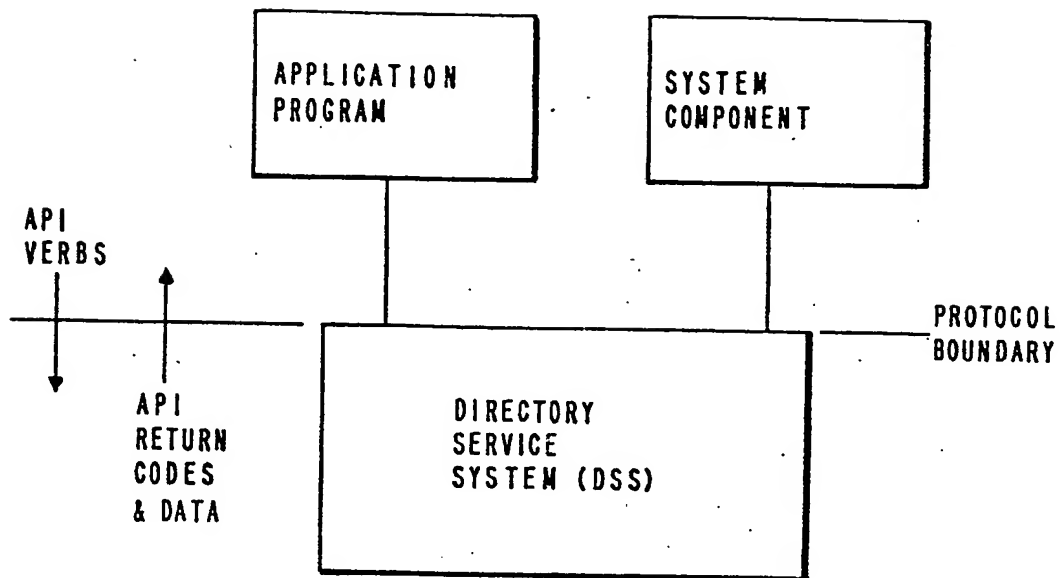 APPLICATION
PROGRAM
SYSTEM
COMPONENT
API
VERBS
PROTOCOL
BOUNDARY
API
RETURN
CODES
& DATA
DIRECTORY
SERVICE
SYSTEM (DSS)